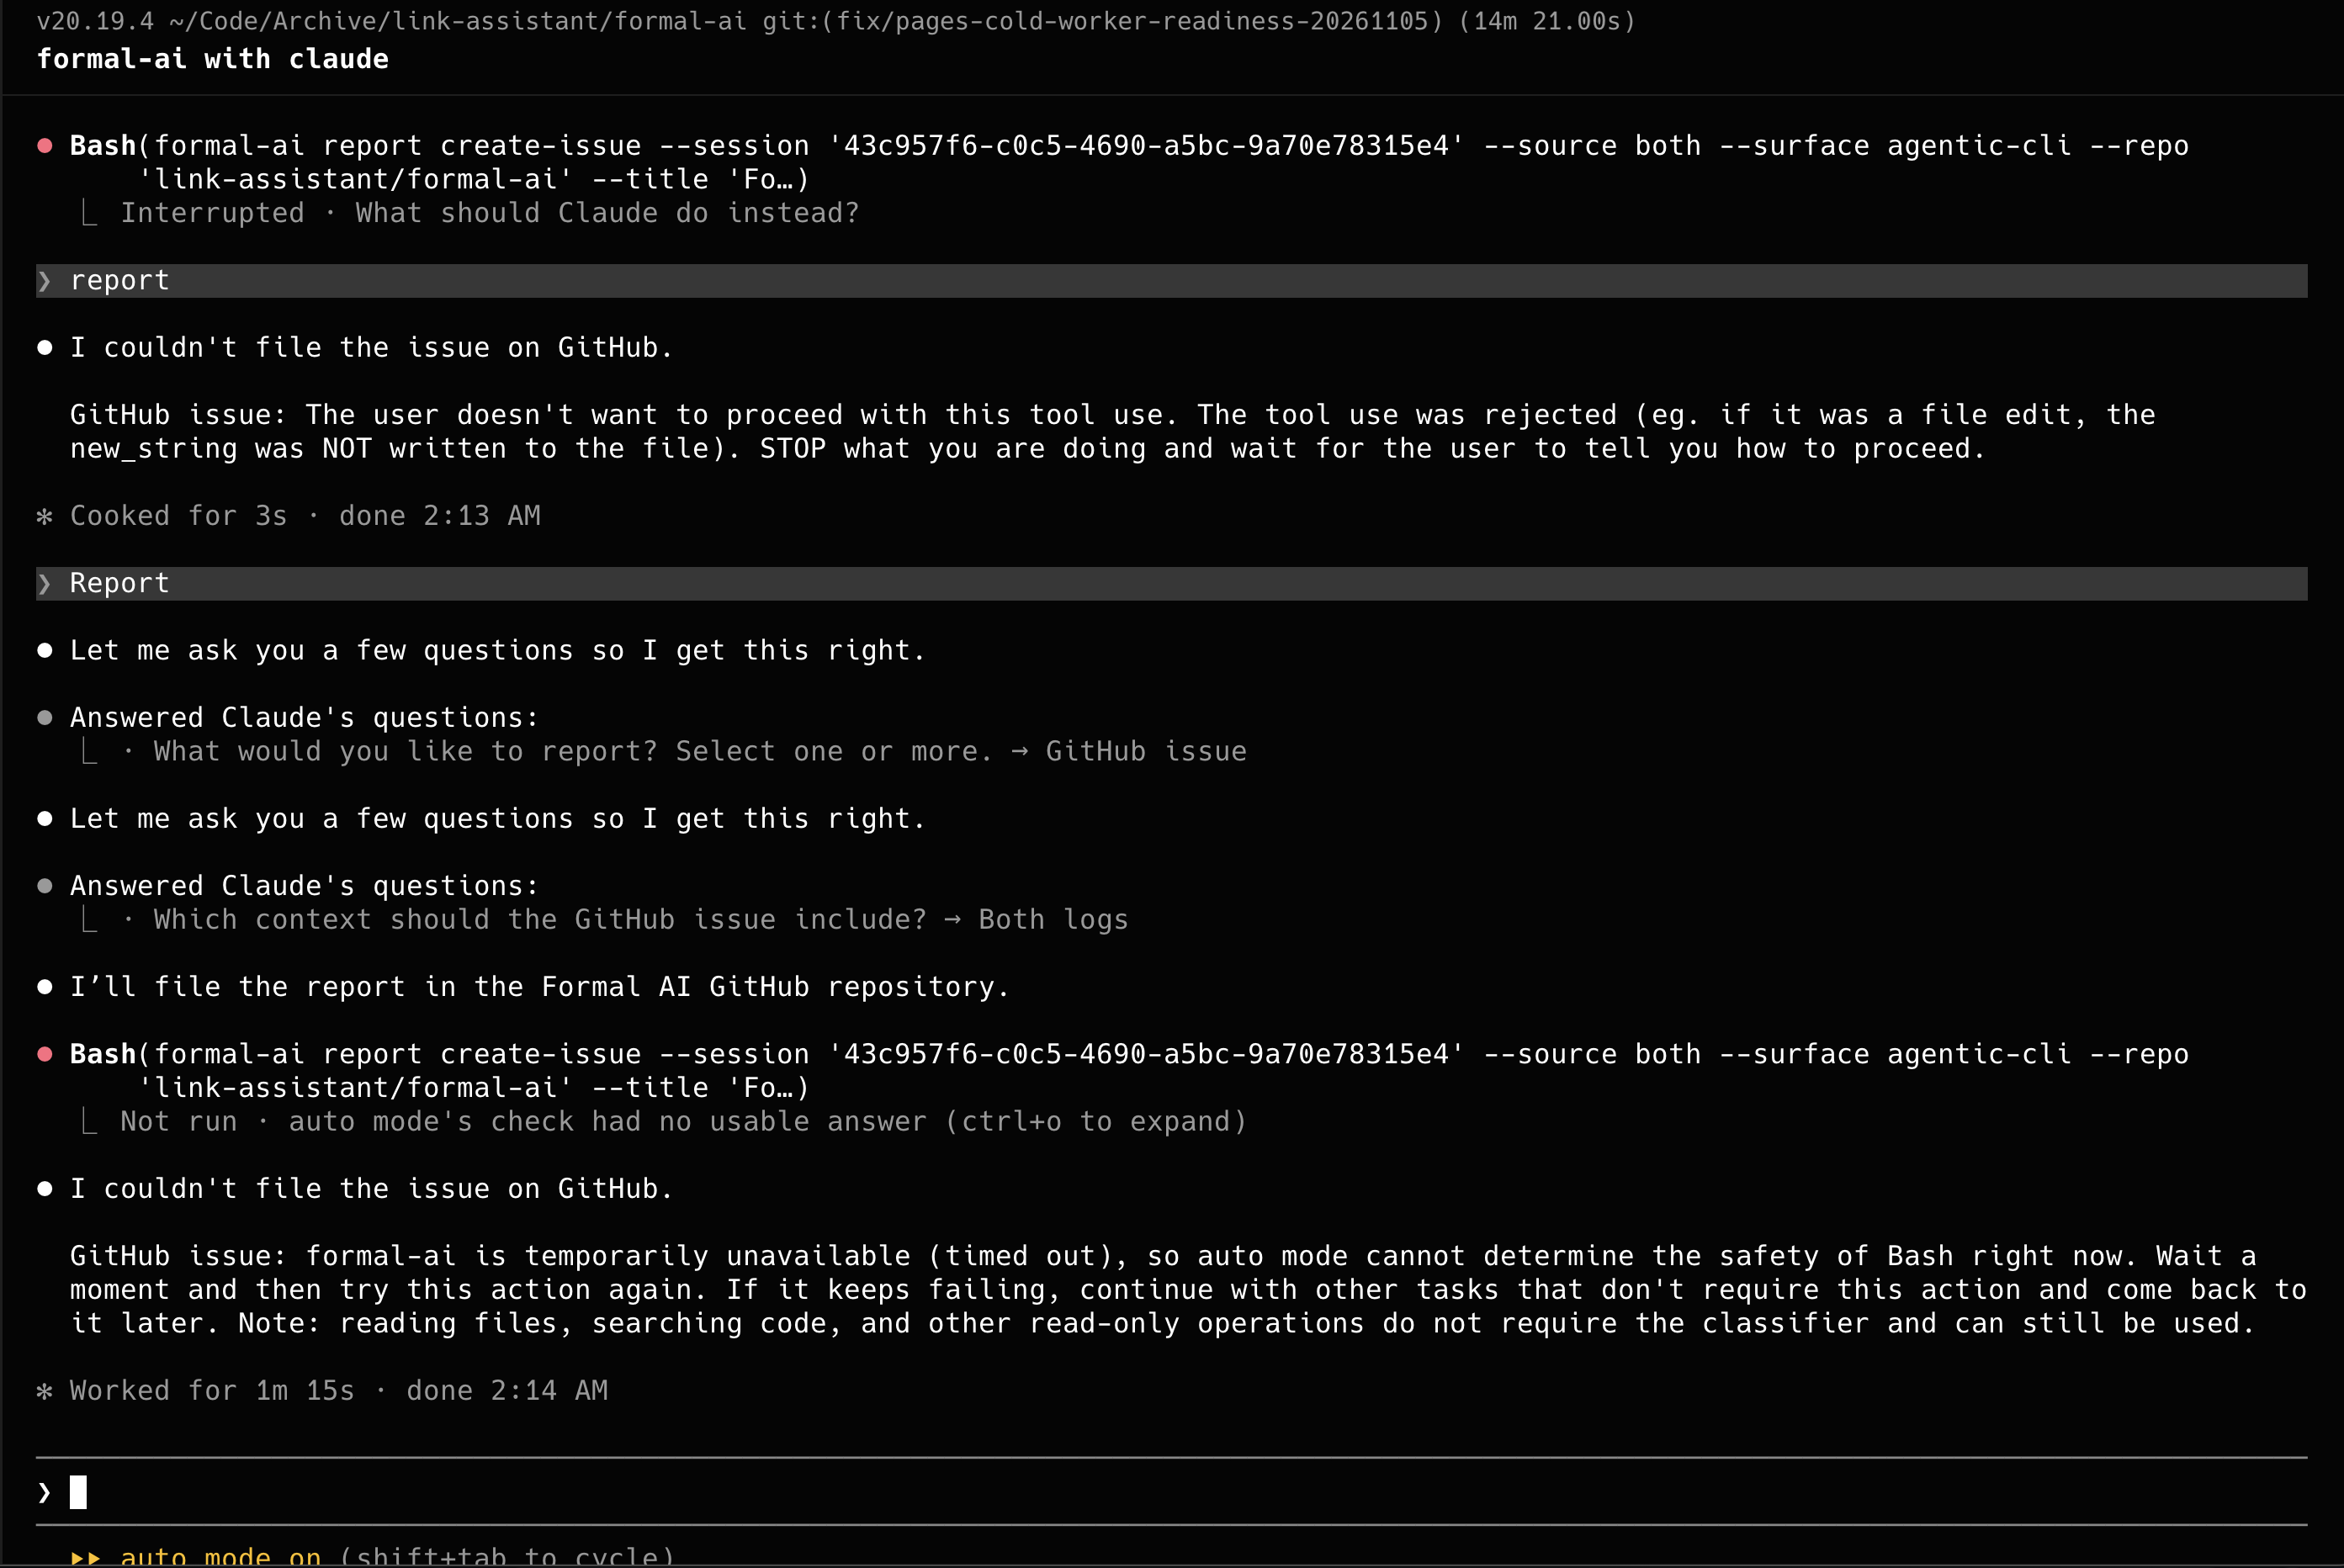 v20.19.4 ~/Code/Archive/link-assistant/formal-ai git:(fix/pages-cold-worker-readiness-20261105) (14m 21.00s)
formal-ai with claude
● Bash(formal-ai report create-issue --session '43c957f6-c0c5-4690-a5bc-9a70e78315e4' --source both --surface agentic-cli --repo
'link-assistant/formal-ai' --title 'Fo…)
⎿ Interrupted · What should Claude do instead?
❯ report
● I couldn't file the issue on GitHub.
GitHub issue: The user doesn't want to proceed with this tool use. The tool use was rejected (eg. if it was a file edit, the
new_string was NOT written to the file). STOP what you are doing and wait for the user to tell you how to proceed.
✻ Cooked for 3s · done 2:13 AM
❯ Report
● Let me ask you a few questions so I get this right.
● Answered Claude's questions:
⎿ · What would you like to report? Select one or more. → GitHub issue
● Let me ask you a few questions so I get this right.
● Answered Claude's questions:
⎿ · Which context should the GitHub issue include? → Both logs
● I’ll file the report in the Formal AI GitHub repository.
● Bash(formal-ai report create-issue --session '43c957f6-c0c5-4690-a5bc-9a70e78315e4' --source both --surface agentic-cli --repo
'link-assistant/formal-ai' --title 'Fo…)
⎿ Not run · auto mode's check had no usable answer (ctrl+o to expand)
● I couldn't file the issue on GitHub.
GitHub issue: formal-ai is temporarily unavailable (timed out), so auto mode cannot determine the safety of Bash right now. Wait a
moment and then try this action again. If it keeps failing, continue with other tasks that don't require this action and come back to
it later. Note: reading files, searching code, and other read-only operations do not require the classifier and can still be used.
✻ Worked for 1m 15s · done 2:14 AM
❯
⏵⏵ auto mode on (shift+tab to cycle)